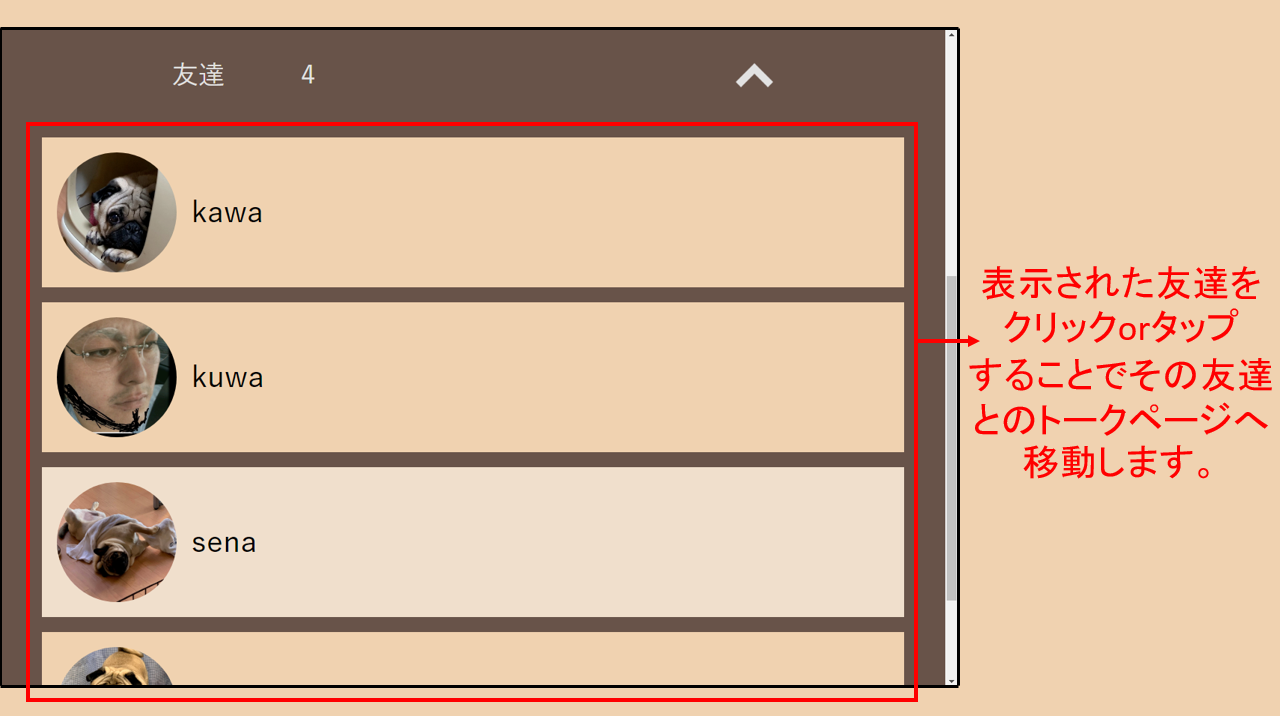 友達 4
kawa
kuwa
sena
表示された友達を
クリックorタップ
することでその友達
とのトークページへ
移動します。